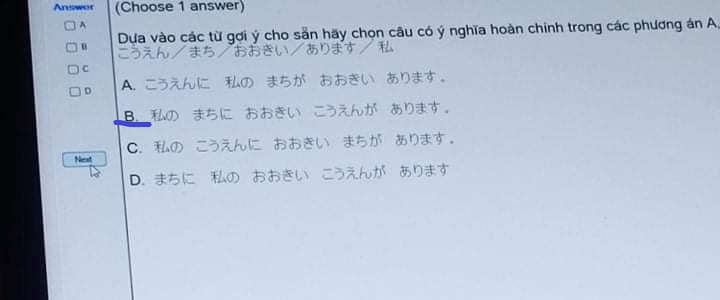 Answer
(Choose 1 answer)
A
B
C
D
Next
Dựa vào các từ gợi ý cho sẵn hãy chọn câu có ý nghĩa hoàn chỉnh trong các phương án A,
こうえん／まち／おおきい／あります／私
A. こうえんに 私の まちが おおきい あります。
B. 私の まちに おおきい こうえんが あります。
C. 私の こうえんに おおきい まちが あります。
D. まちに 私の おおきい こうえんが あります